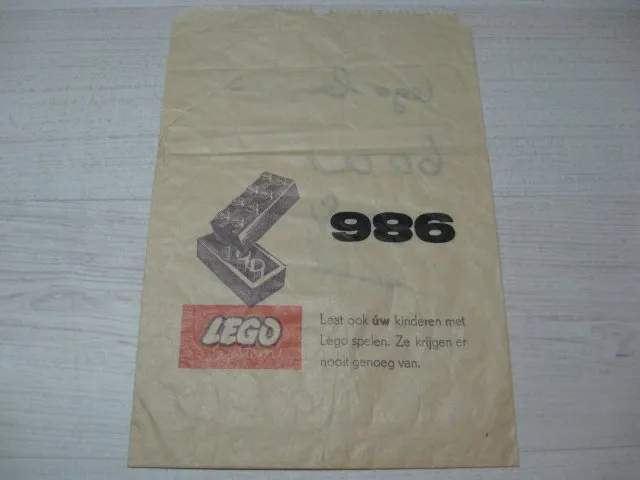 986
LEGO
Laat ook úw kinderen met
Lego spelen. Ze krijgen er
nooit genoeg van.